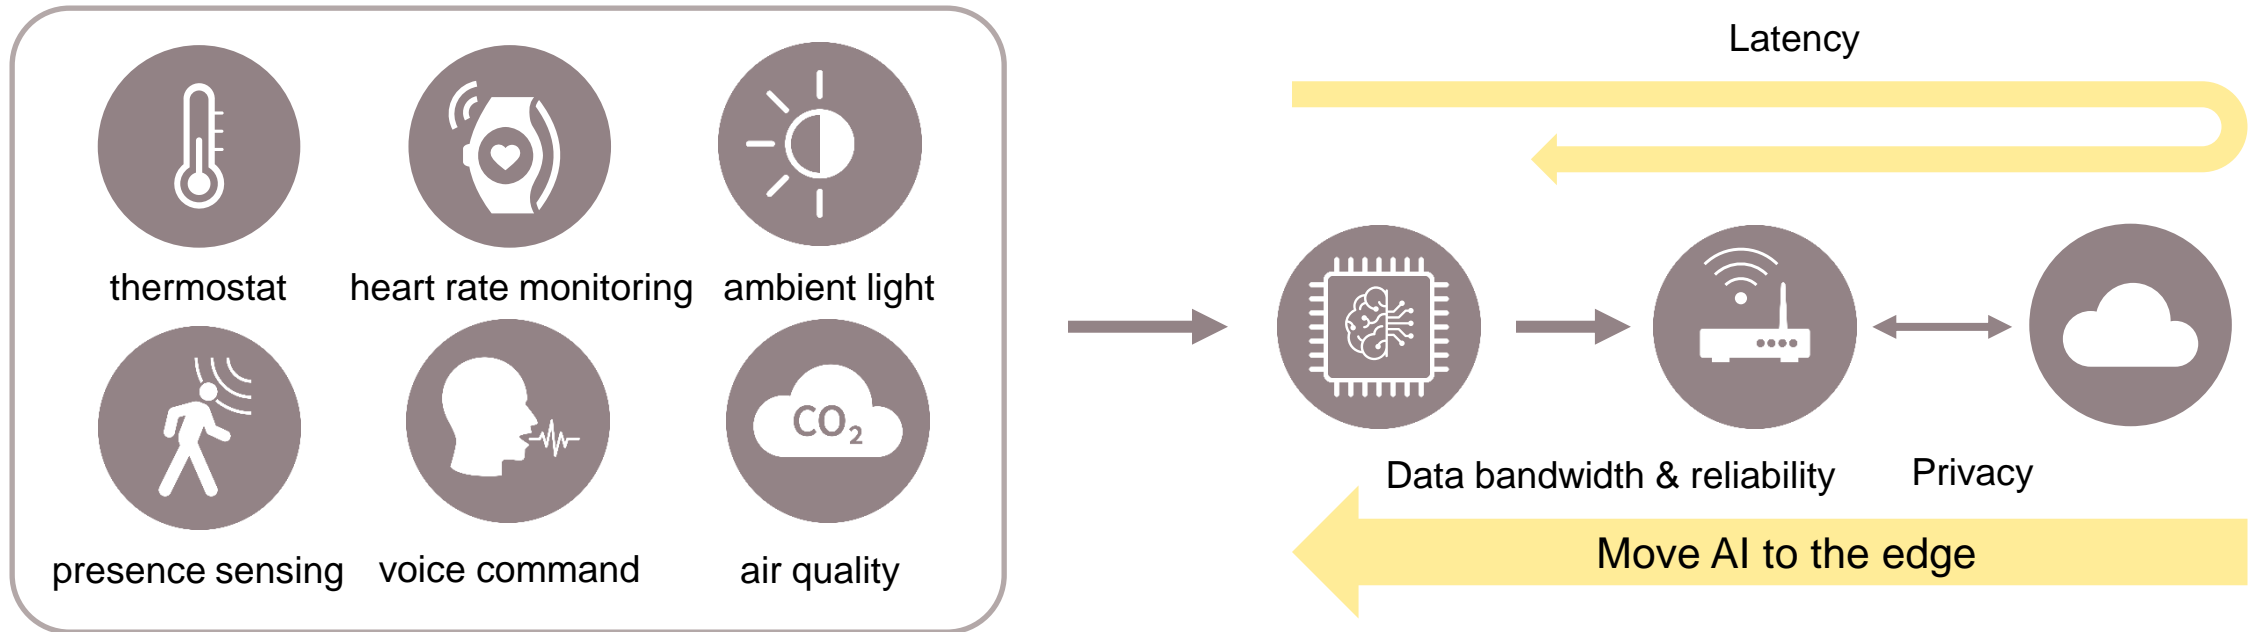 thermostat
heart rate monitoring
ambient light
presence sensing
voice command
CO₂
air quality
Latency
Data bandwidth & reliability
Privacy
Move AI to the edge